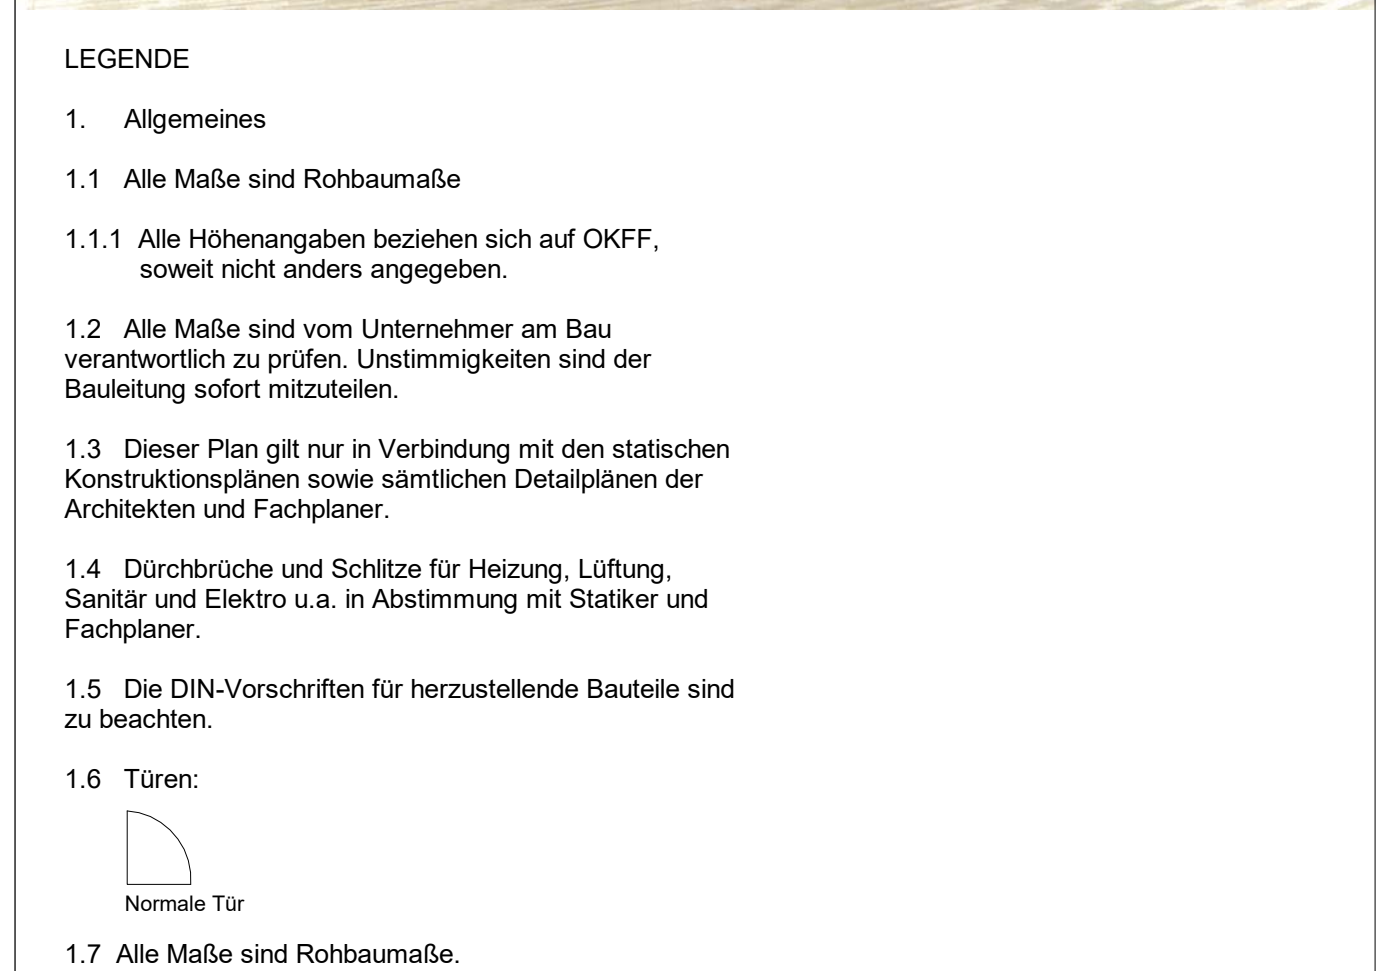 LEGENDE
1. Allgemeines
1.1 Alle Maße sind Rohbaumaße
1.1.1 Alle Höhenangaben beziehen sich auf OKFF,
soweit nicht anders angegeben.
1.2 Alle Maße sind vom Unternehmer am Bau
verantwortlich zu prüfen. Unstimmigkeiten sind der
Bauleitung sofort mitzuteilen.
1.3 Dieser Plan gilt nur in Verbindung mit den statischen
Konstruktionsplänen sowie sämtlichen Detailplänen der
Architekten und Fachplaner.
1.4 Dürchbrüche und Schlitze für Heizung, Lüftung,
Sanitär und Elektro u.a. in Abstimmung mit Statiker und
Fachplaner.
1.5 Die DIN-Vorschriften für herzustellende Bauteile sind
zu beachten.
1.6 Türen:
Normale Tür
1.7 Alle Maße sind Rohbaumaße.